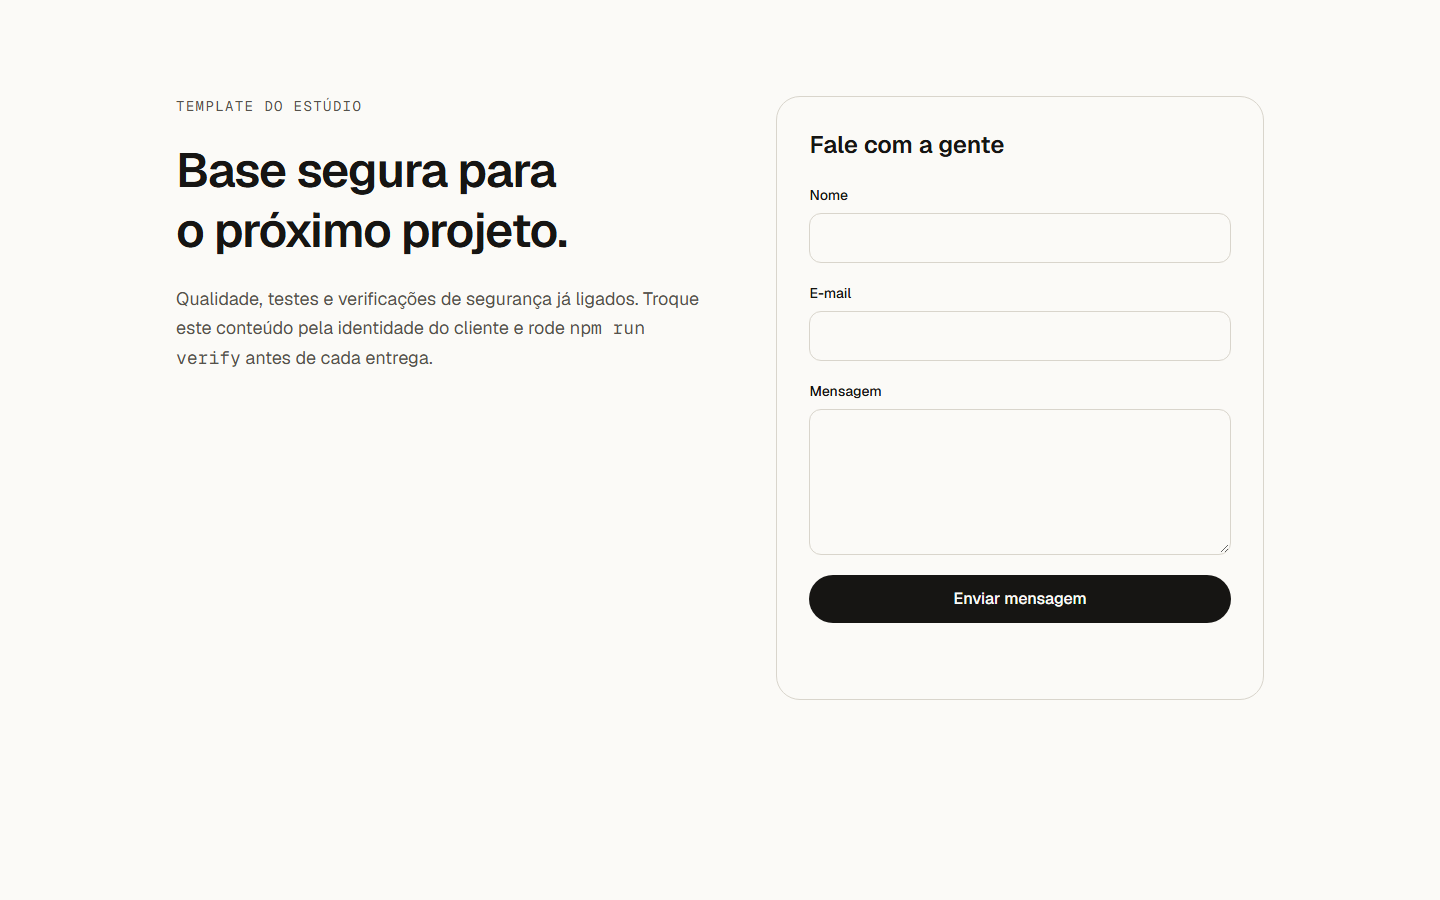 TEMPLATE DO ESTÚDIO
Base segura para
o próximo projeto.
Qualidade, testes e verificações de segurança já ligados. Troque
este conteúdo pela identidade do cliente e rode npm run
verify antes de cada entrega.
Fale com a gente
Nome
E-mail
Mensagem
Enviar mensagem